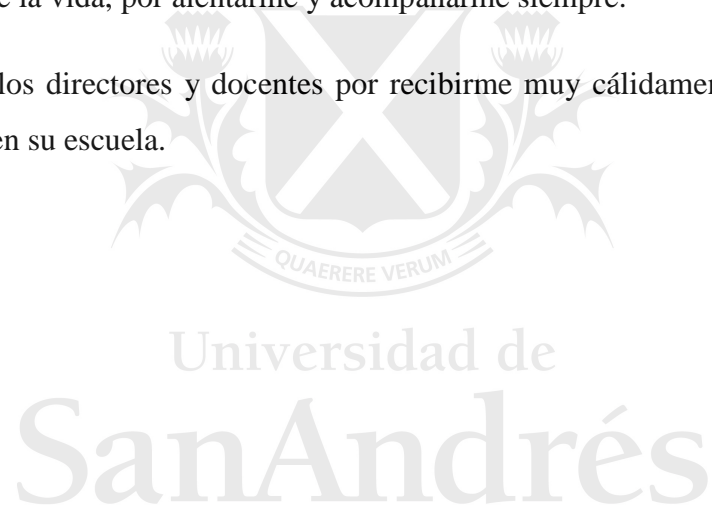 la vida, por alentarme y acompañarme siempre.
los directores y docentes por recibirme muy cálidamen
en su escuela.
QUAERERE VERUM
Universidad de
SanAndrés